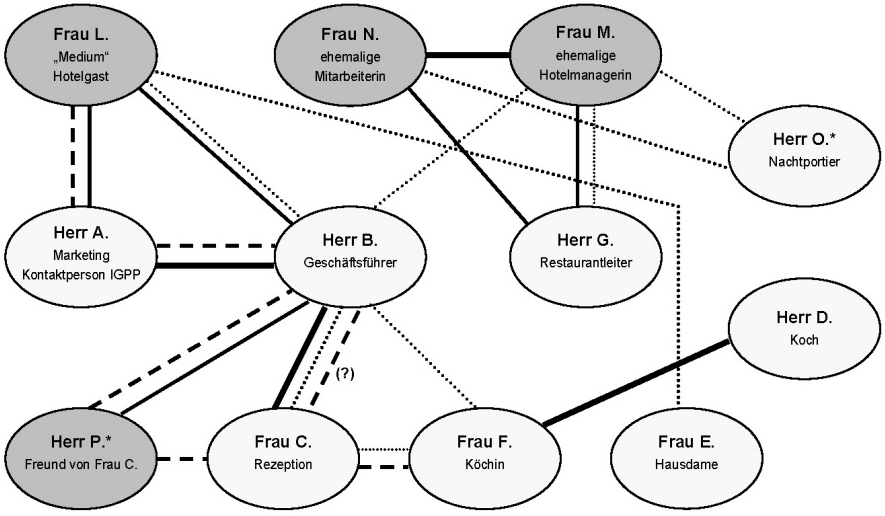 Frau L.
„Medium“
Hotelgast
Frau N.
ehemalige
Mitarbeiterin
Frau M.
ehemalige
Hotelmanagerin
Herr O.*
Nachtportier
Herr A.
Marketing
Kontaktperson IGPP
Herr B.
Geschäftsführer
Herr G.
Restaurantleiter
Herr D.
Koch
(?)
Herr P.*
Freund von Frau C.
Frau C.
Rezeption
Frau F.
Köchin
Frau E.
Hausdame